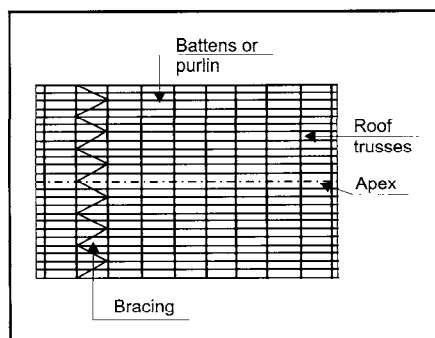 Battens or
purlin
Roof
trusses
Apex
Bracing